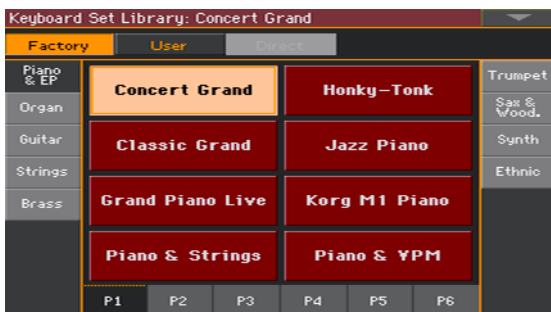 Keyboard Set Library: Concert Grand
Factory User Direct
Piano
& EP
Organ
Guitar
Strings
Brass
Concert Grand Honky-Tonk
Classic Grand Jazz Piano
Grand Piano Live Korg M1 Piano
Piano & Strings Piano & VPM
Trumpet
Sax &
Wood.
Synth
Ethnic
P1 P2 P3 P4 P5 P6